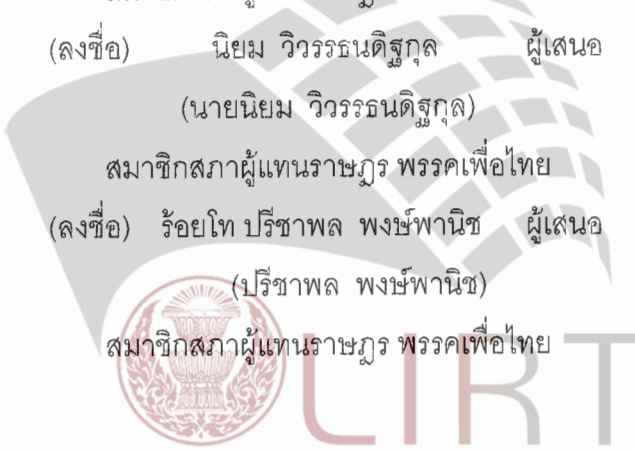 (ลงชื่อ) นิยม วิวรรธนดิฐกุล ผู้เสนอ
(นายนิยม วิวรรธนดิฐกุล)
สมาชิกสภาผู้แทนราษฎร พรรคเพื่อไทย
(ลงชื่อ) ร้อยโท ปรีชาพล พงษ์พานิช ผู้เสนอ
(ปรีชาพล พงษ์พานิช)
สมาชิกสภาผู้แทนราษฎร พรรคเพื่อไทย
LIRT